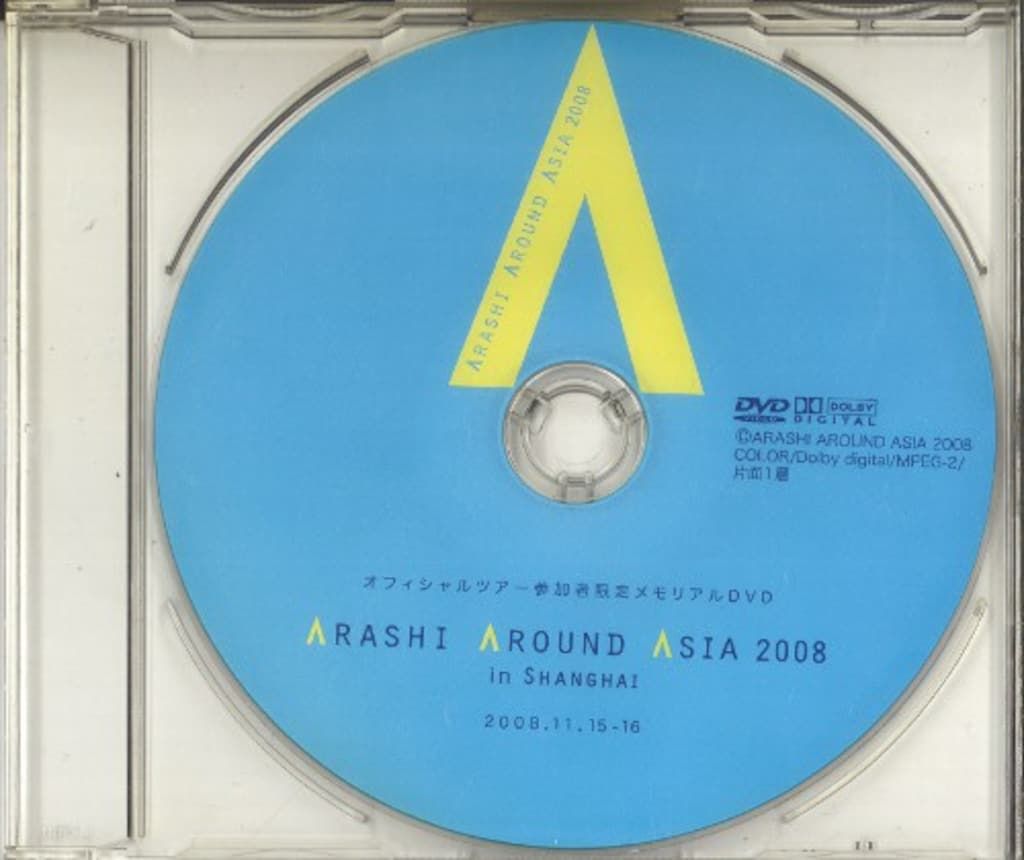 ARASHI AROUND ASIA 2008
DVD VIDEO DOLBY DIGITAL
©ARASHI AROUND ASIA 2008
COLOR/Dolby digital/MPEG-2/
片面1層
オフィシャルツアー参加者限定メモリアルDVD
ARASHI AROUND ASIA 2008
in SHANGHAI
2008.11.15-16